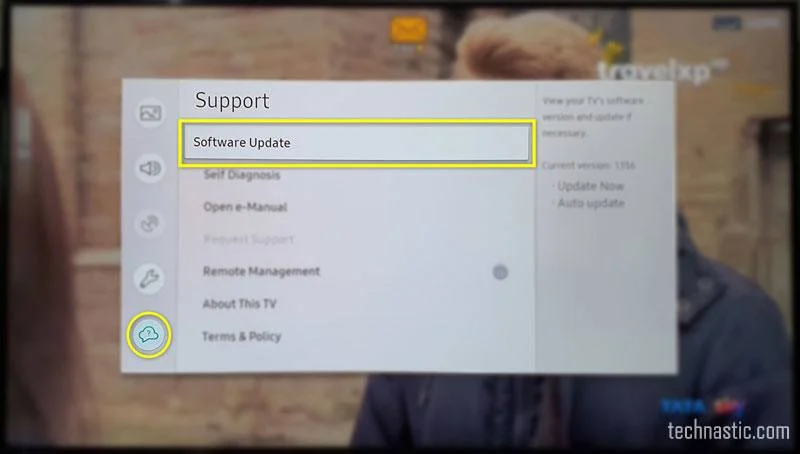 travelxp
Support
Software Update
Self Diagnosis
Open e-Manual
Request Support
Remote Management
About This TV
Terms & Policy
View your TV's software
version and update if
necessary.
Current version: 1356
· Update Now
· Auto update
TATA sky
technastic.com